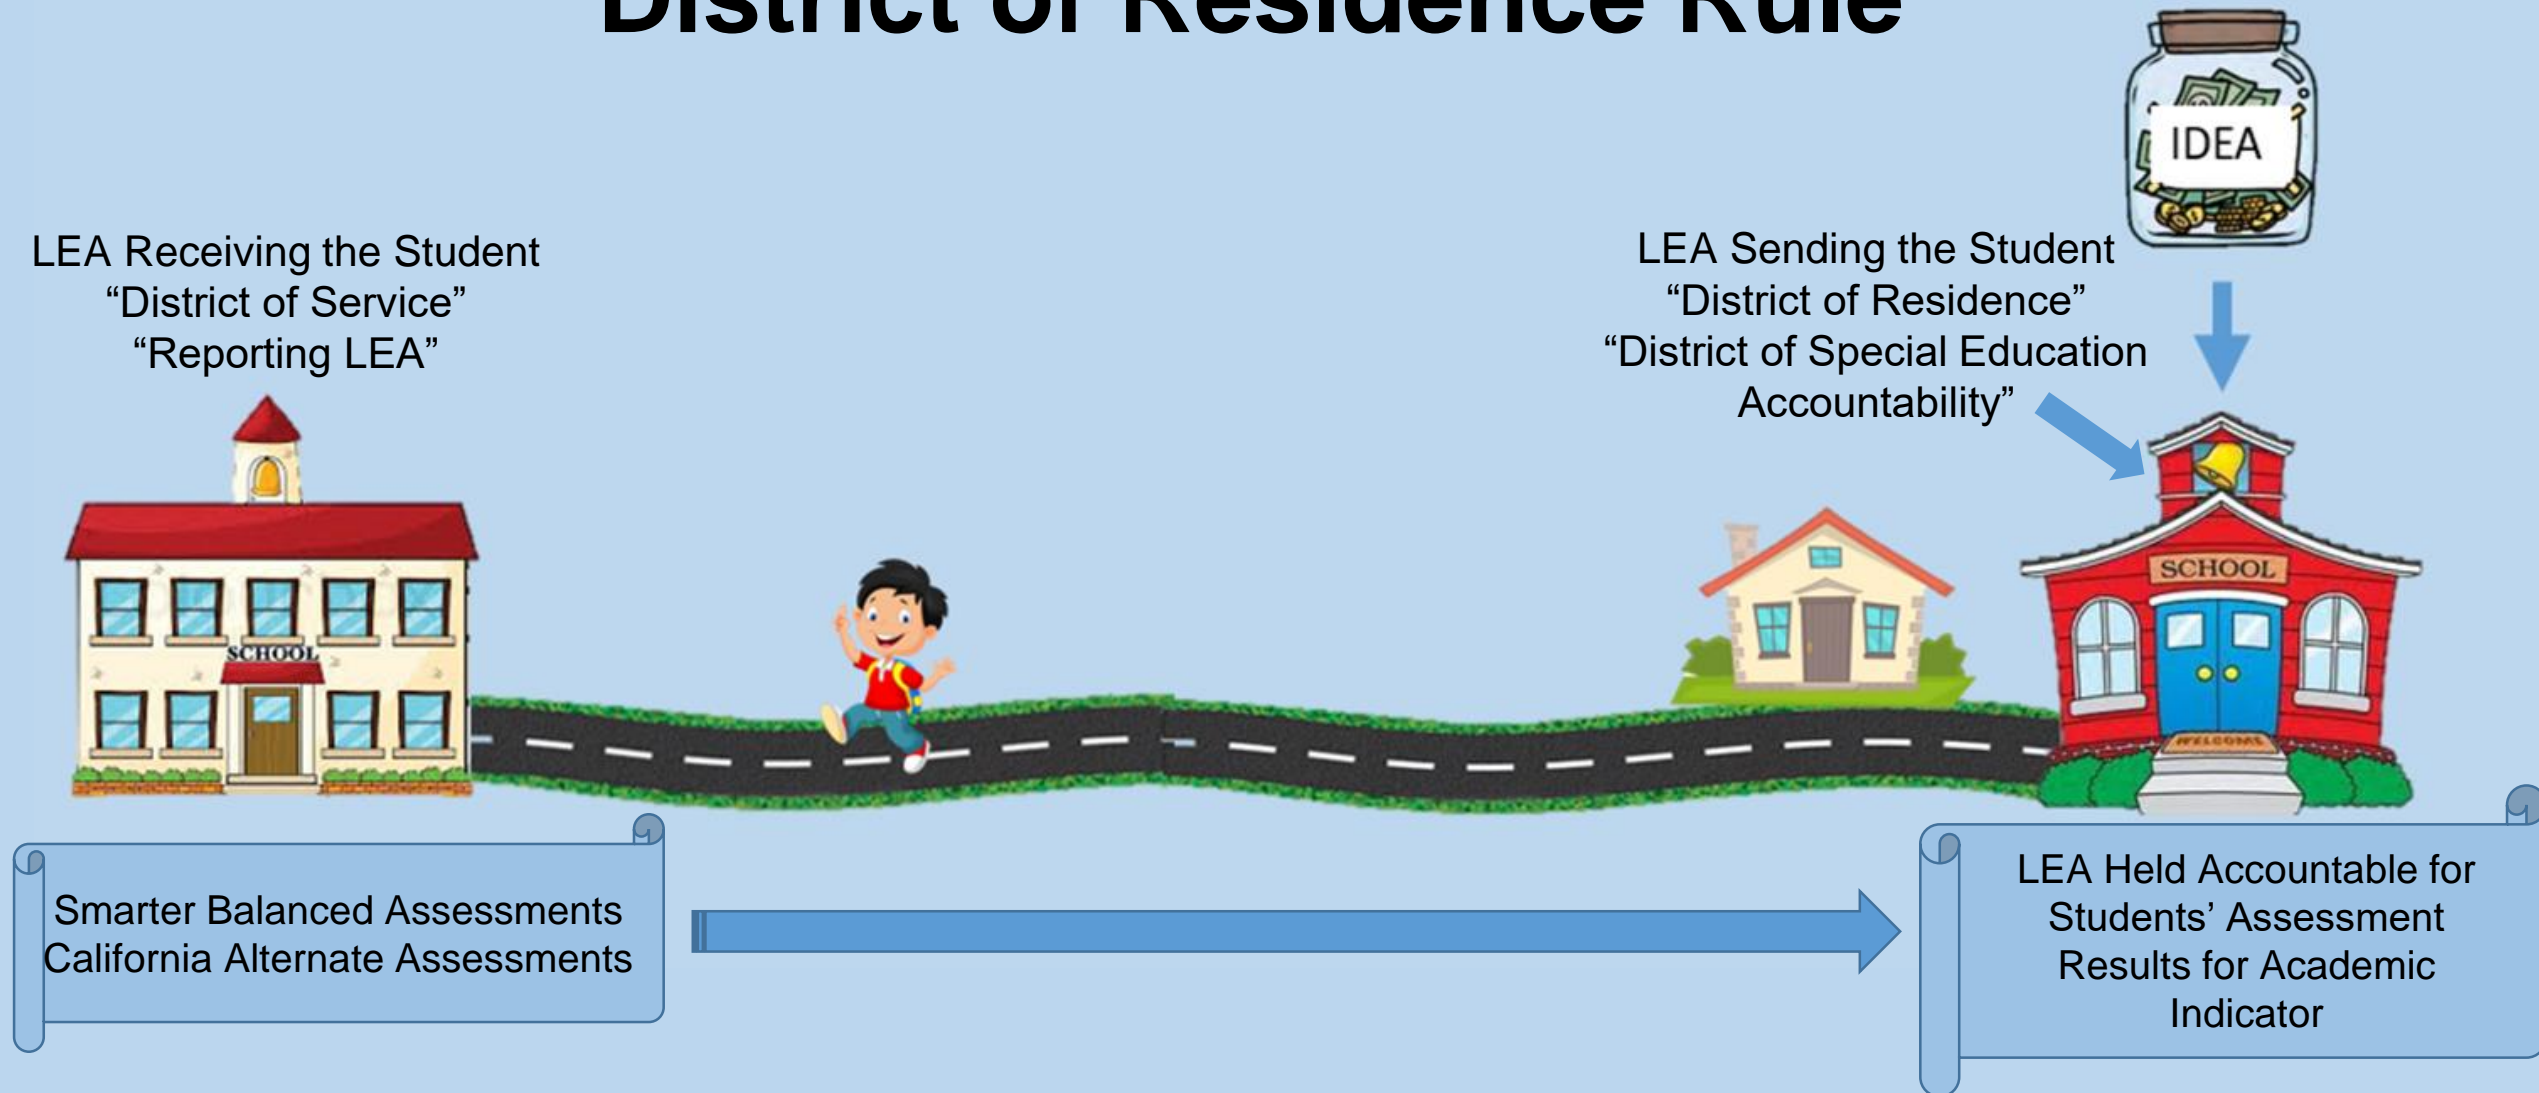 District of Residence Rule
IDEA
LEA Receiving the Student
“District of Service”
“Reporting LEA”
LEA Sending the Student
“District of Residence”
“District of Special Education
Accountability”
SCHOOL
SCHOOL
WELCOME
Smarter Balanced Assessments
California Alternate Assessments
LEA Held Accountable for
Students’ Assessment
Results for Academic
Indicator